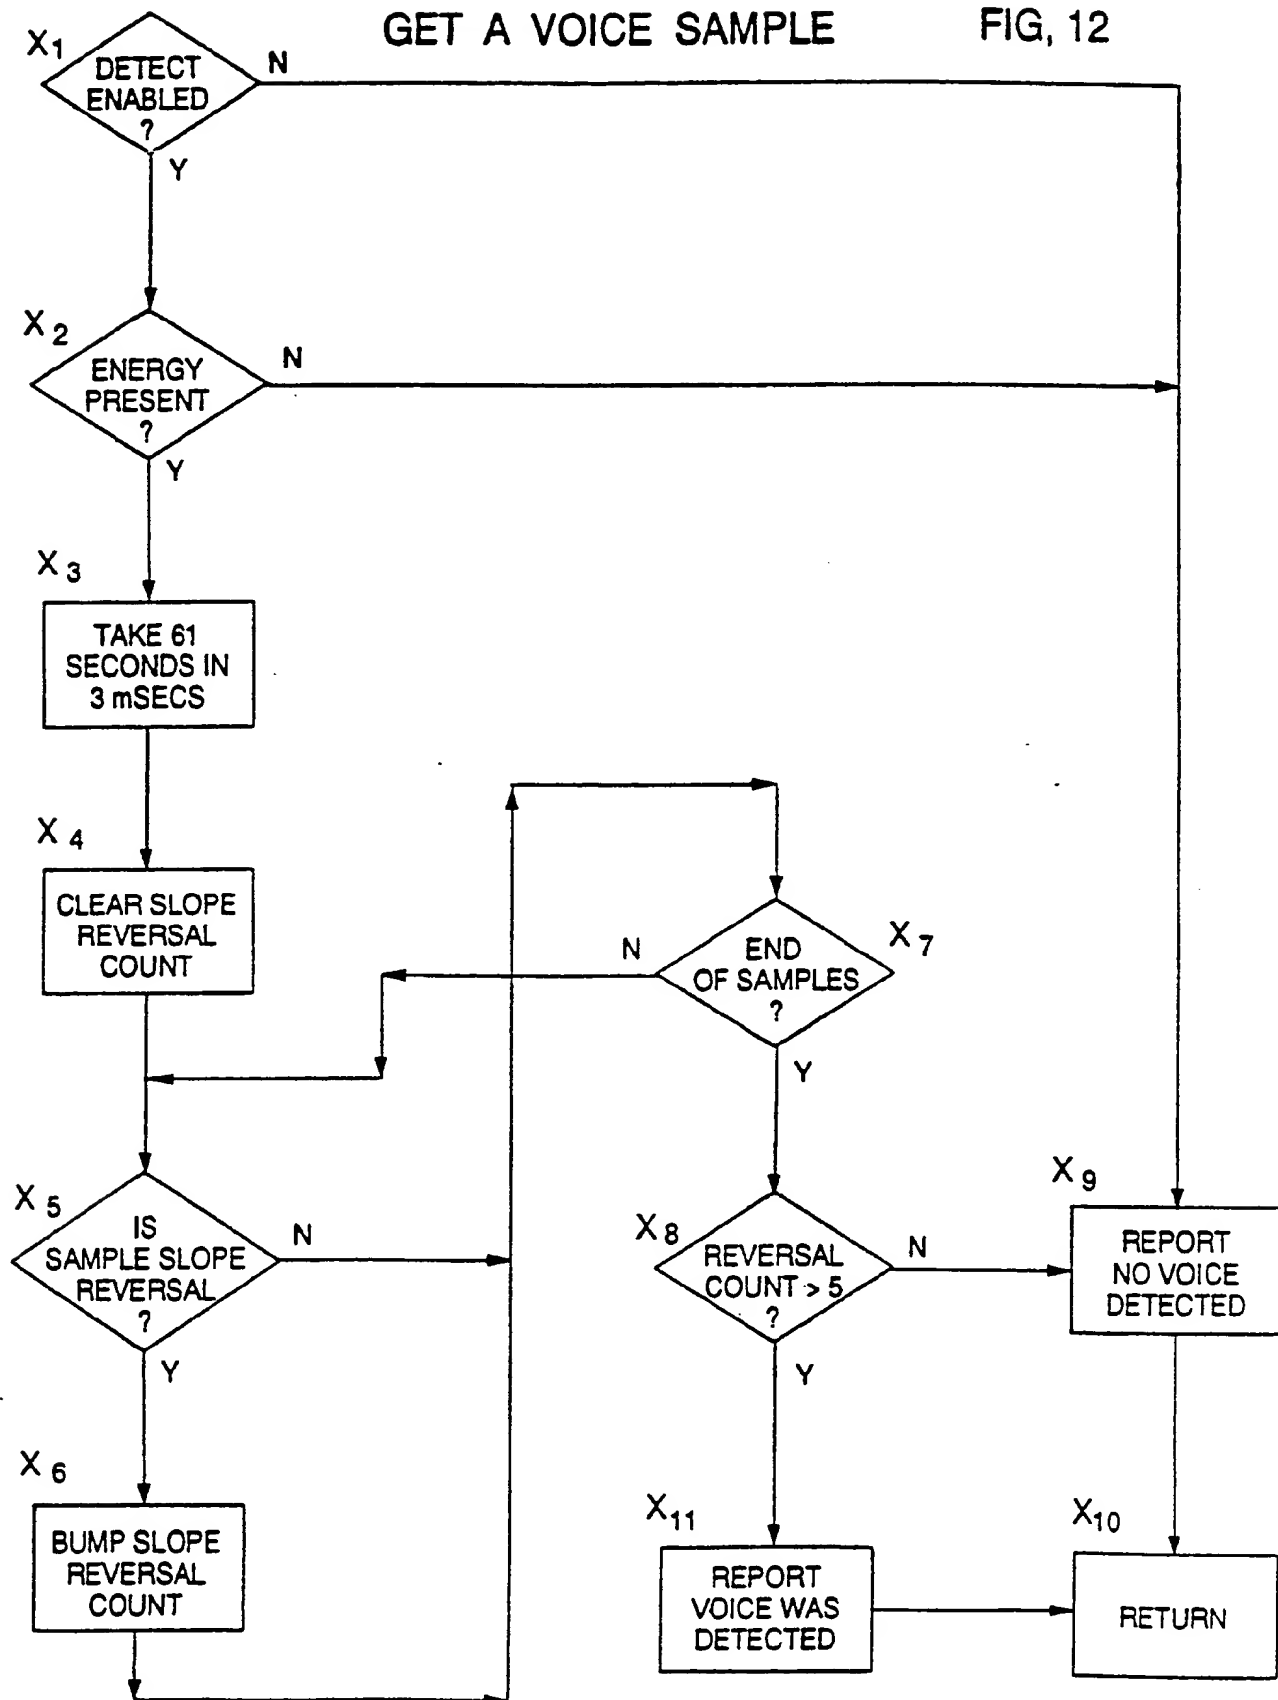 GET A VOICE SAMPLE
FIG, 12
X1
DETECT
ENABLED
?
N
Y
X2
ENERGY
PRESENT
?
N
Y
X3
TAKE 61
SECONDS IN
3 mSECS
X4
CLEAR SLOPE
REVERSAL
COUNT
X5
IS
SAMPLE SLOPE
REVERSAL
?
N
Y
X6
BUMP SLOPE
REVERSAL
COUNT
X7
END
OF SAMPLES
?
N
Y
X8
REVERSAL
COUNT > 5
?
N
Y
X9
REPORT
NO VOICE
DETECTED
X11
REPORT
VOICE WAS
DETECTED
X10
RETURN